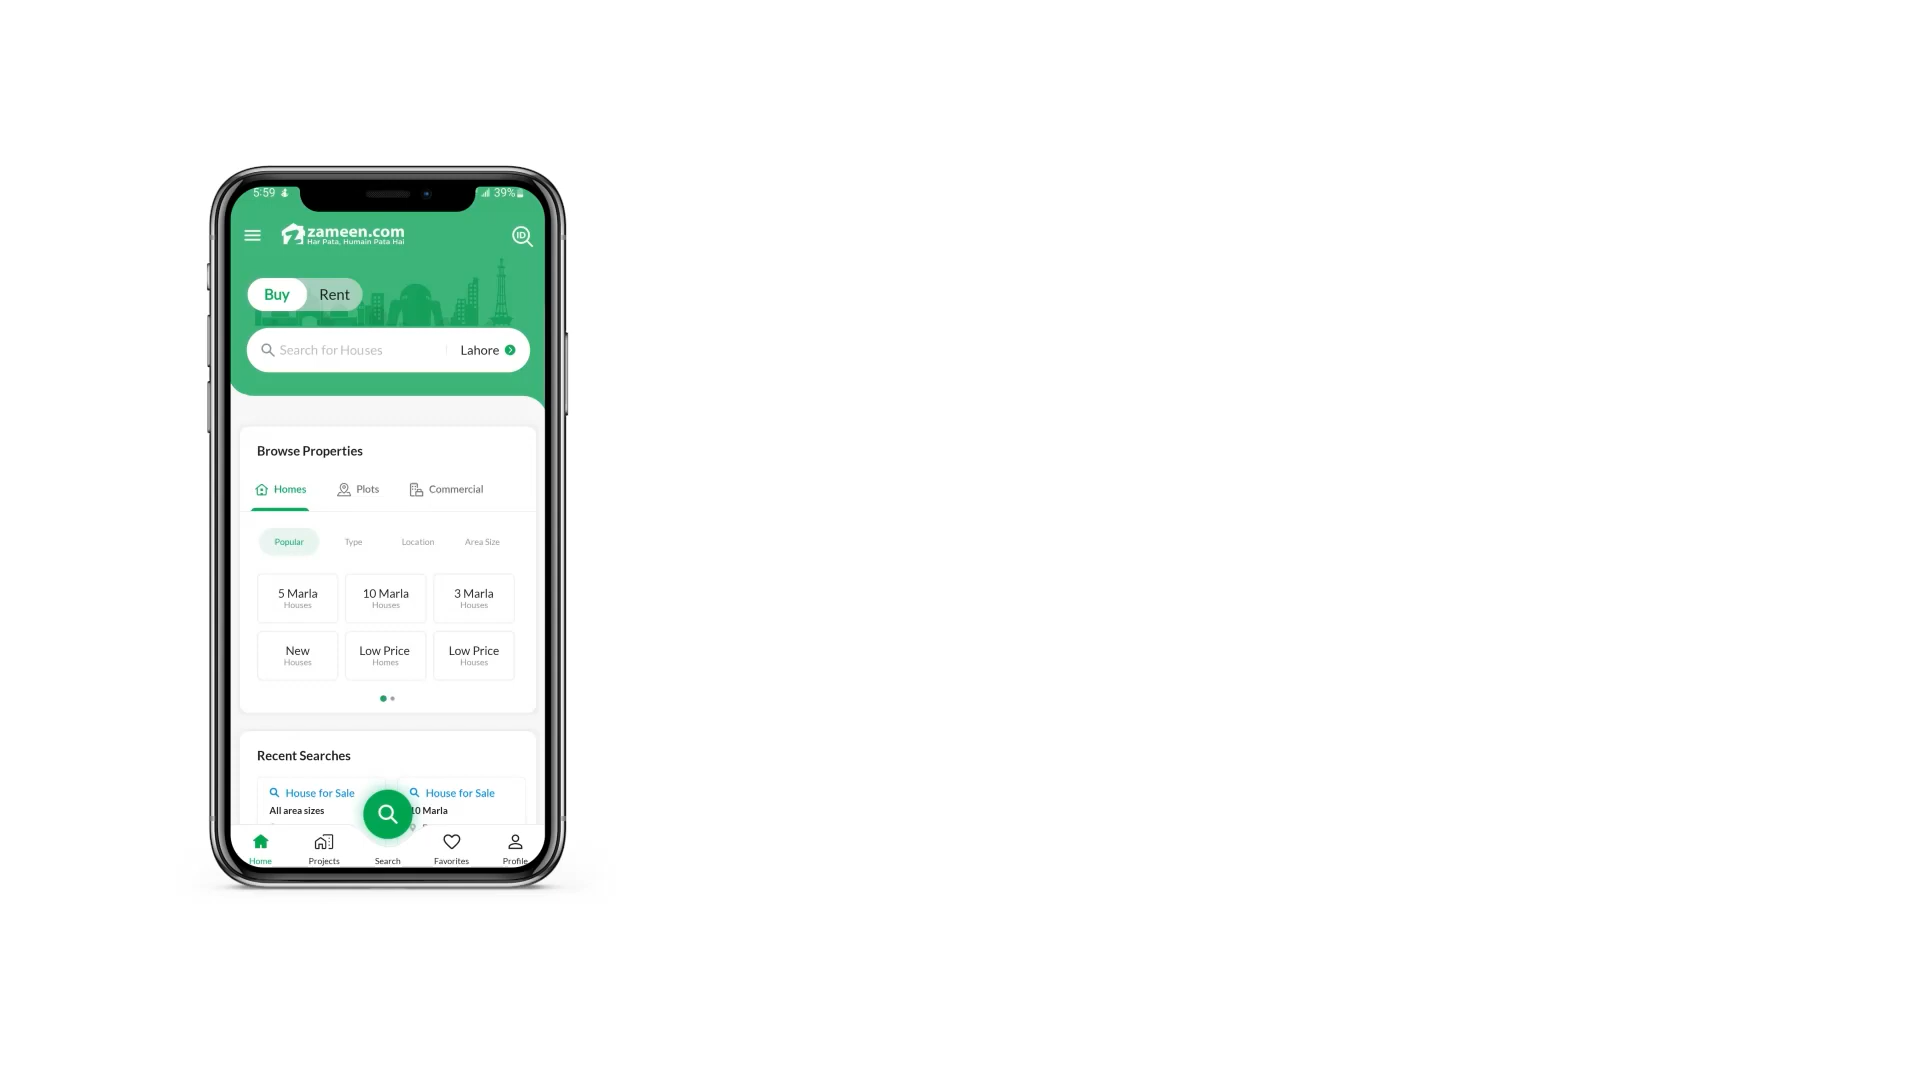 5:59
39%
zameen.com
Har Pata, Humain Pata Hai
ID
Buy Rent
Search for Houses Lahore
Browse Properties
Homes Plots Commercial
Popular Type Location Area Size
5 Marla 10 Marla 3 Marla
Houses Houses Houses
New Low Price Low Price
Houses Homes Houses
Recent Searches
House for Sale House for Sale
All area sizes 10 Marla
Home Projects Search Favorites Profile